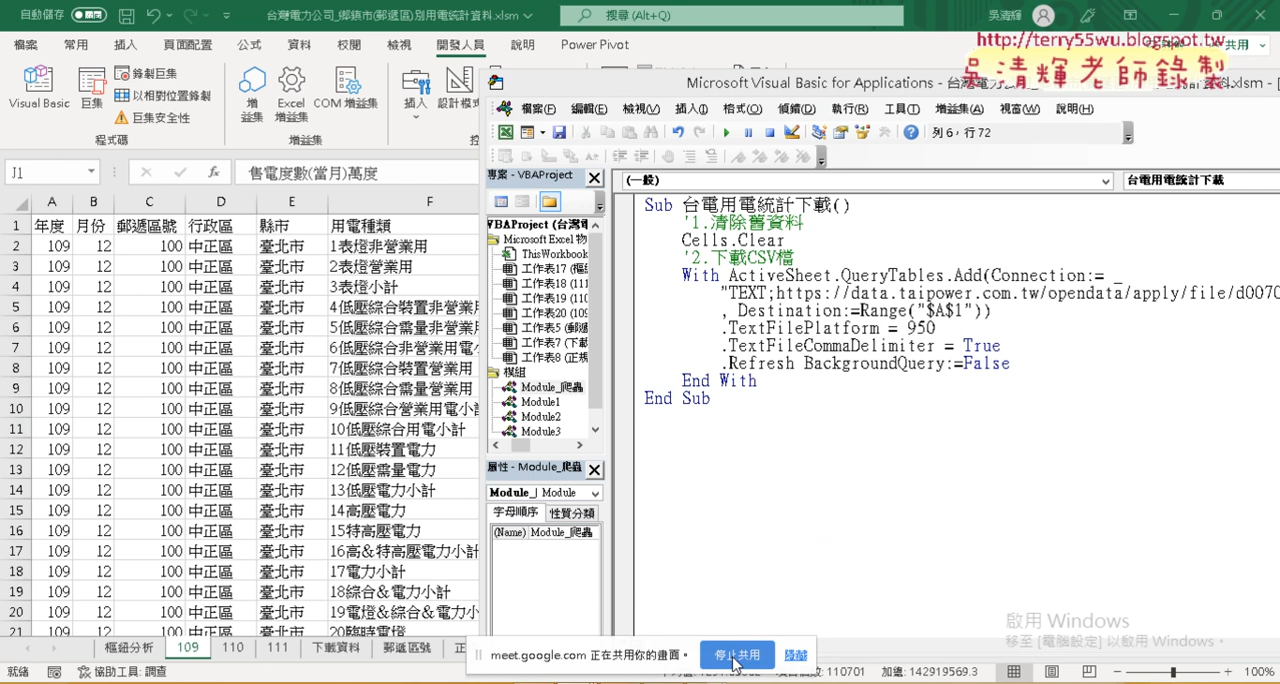 自動儲存
台灣電力公司_鄉鎮市(郵遞區)別用電統計資料.xlsm
搜尋 (Alt+Q)
吳清輝
檔案 常用 插入 頁面配置 公式 資料 校閱 檢視 開發人員 說明 Power Pivot
共用
http://terry55wu.blogspot.tw
吳清輝老師錄製
Visual Basic 巨集 錄製巨集
以相對位置錄製
巨集安全性
程式碼
增益集
Excel 增益集
COM 增益集
增益集
插入 設計模式
Microsoft Visual Basic for Applications - 台灣
.xlsm - [
檔案(F) 編輯(E) 檢視(V) 插入(I) 格式(O) 偵錯(D) 執行(R) 工具(T) 增益集(A) 視窗(W) 說明(H)
列 6, 行 72
J1 fx 售電度數(當月)萬度
專案 - VBAProject
(一般) 台電用電統計下載
A B C D E F
1 年度 月份 郵遞區號 行政區 縣市 用電種類
2 109 12 100 中正區 臺北市 1表燈非營業用
3 109 12 100 中正區 臺北市 2表燈營業用
4 109 12 100 中正區 臺北市 3表燈小計
5 109 12 100 中正區 臺北市 4低壓綜合裝置非營業
6 109 12 100 中正區 臺北市 5低壓綜合需量非營業
7 109 12 100 中正區 臺北市 6低壓綜合非營業用電小
8 109 12 100 中正區 臺北市 7低壓綜合裝置營業用
9 109 12 100 中正區 臺北市 8低壓綜合需量營業用
10 109 12 100 中正區 臺北市 9低壓綜合營業用電小計
11 109 12 100 中正區 臺北市 10低壓綜合用電小計
12 109 12 100 中正區 臺北市 11低壓裝置電力
13 109 12 100 中正區 臺北市 12低壓需量電力
14 109 12 100 中正區 臺北市 13低壓電力小計
15 109 12 100 中正區 臺北市 14高壓電力
16 109 12 100 中正區 臺北市 15特高壓電力
17 109 12 100 中正區 臺北市 16高&特高壓電力小計
18 109 12 100 中正區 臺北市 17電力小計
19 109 12 100 中正區 臺北市 18綜合&電力小計
20 109 12 100 中正區 臺北市 19電燈&綜合&電力小
21 109 12 100 中正區 臺北市 20臨時電燈
VBAProject (台灣電
Microsoft Excel 物
ThisWorkbook
工作表17 (樞紐
工作表18 (111
工作表19 (110
工作表20 (109
工作表5 (郵遞
工作表7 (下載
工作表8 (正規
模組
Module_爬蟲
Module1
Module2
Module3
屬性 - Module_爬蟲
Module_ Module
字母順序 性質分類
(Name) Module_爬蟲
Sub 台電用電統計下載()
'1.清除舊資料
Cells.Clear
'2.下載CSV檔
With ActiveSheet.QueryTables.Add(Connection:= _
"TEXT;https://data.taipower.com.tw/opendata/apply/file/d0070
, Destination:=Range("$A$1"))
.TextFilePlatform = 950
.TextFileCommaDelimiter = True
.Refresh BackgroundQuery:=False
End With
End Sub
啟用 Windows
移至 [電腦設定] 以啟用 Windows。
樞紐分析 109 110 111 下載資料 郵遞區號
meet.google.com 正在共用你的畫面。 停止共用 隱藏
就緒 協助工具: 調查
項目個數: 110701 加總: 142919569.3
100%